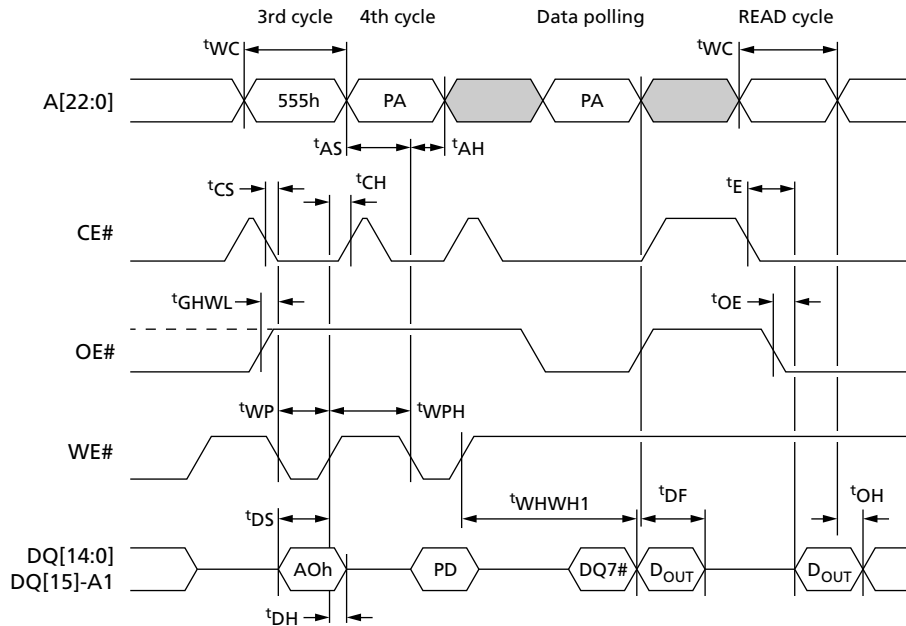 3rd cycle 4th cycle Data polling READ cycle
tWC tWC
A[22:0] 555h PA PA
tAS tAH
tCS tCH tE
CE#
tGHWL tOE
OE#
tWP tWPH
WE#
tWHWH1 tDF tOH
tDS
DQ[14:0]
DQ[15]-A1
AOh PD DQ7# DOUT DOUT
tDH